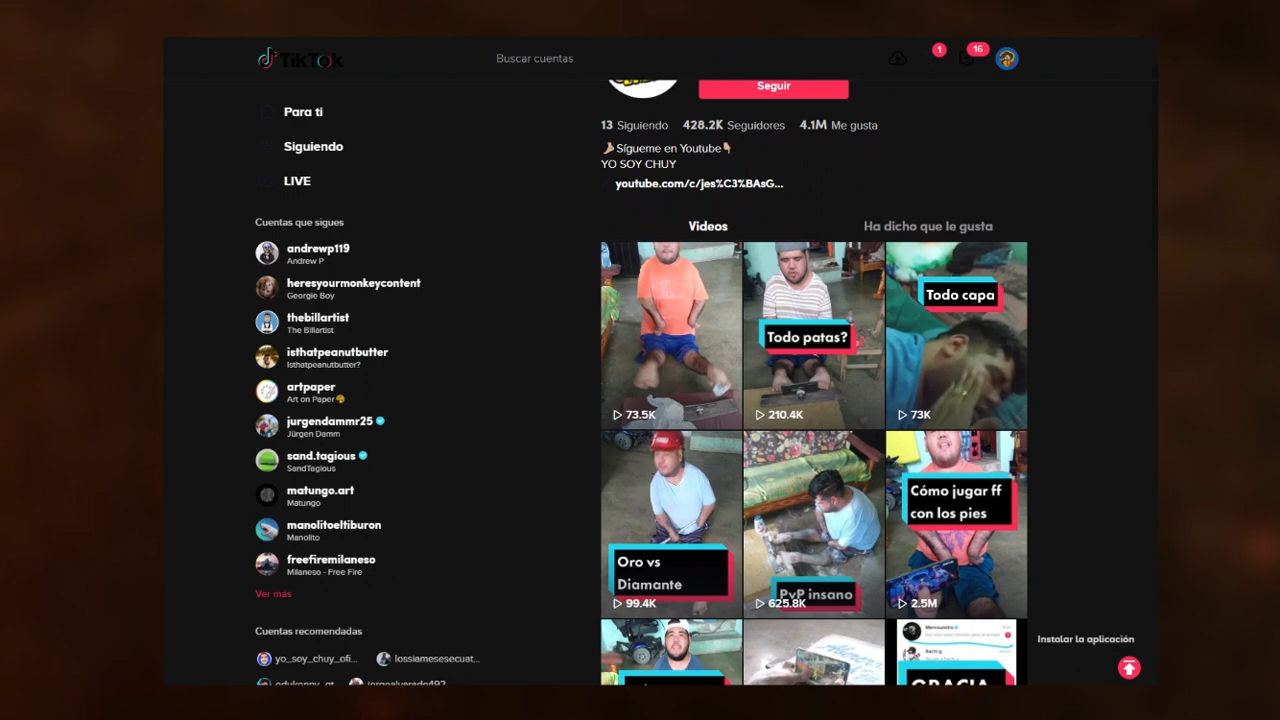 TikTok
Buscar cuentas
1
16
Para ti
Siguiendo
LIVE
Cuentas que sigues
andrewp119
Andrew P
heresyourmonkeycontent
Georgie Boy
thebillartist
The Billartist
isthatpeanutbutter
Isthatpeanutbutter?
artpaper
Art on Paper
jurgendammr25
Jürgen Damm
sand.tagious
SandTagious
matungo.art
Matungo
manolitoeltiburon
Manolito
freefiremilaneso
Milaneso - Free Fire
Ver más
Cuentas recomendadas
yo_soy_chuy_ofi...
lossiamesesecuat...
Seguir
13 Siguiendo 428.2K Seguidores 4.1M Me gusta
Sígueme en Youtube
YO SOY CHUY
youtube.com/c/jes%C3%BAsG...
Videos
Ha dicho que le gusta
73.5K
Todo patas?
210.4K
Todo capa
73K
Oro vs
Diamante
99.4K
PvP insano
625.8K
Cómo jugar ff
con los pies
2.5M
GRACIA
Instalar la aplicación